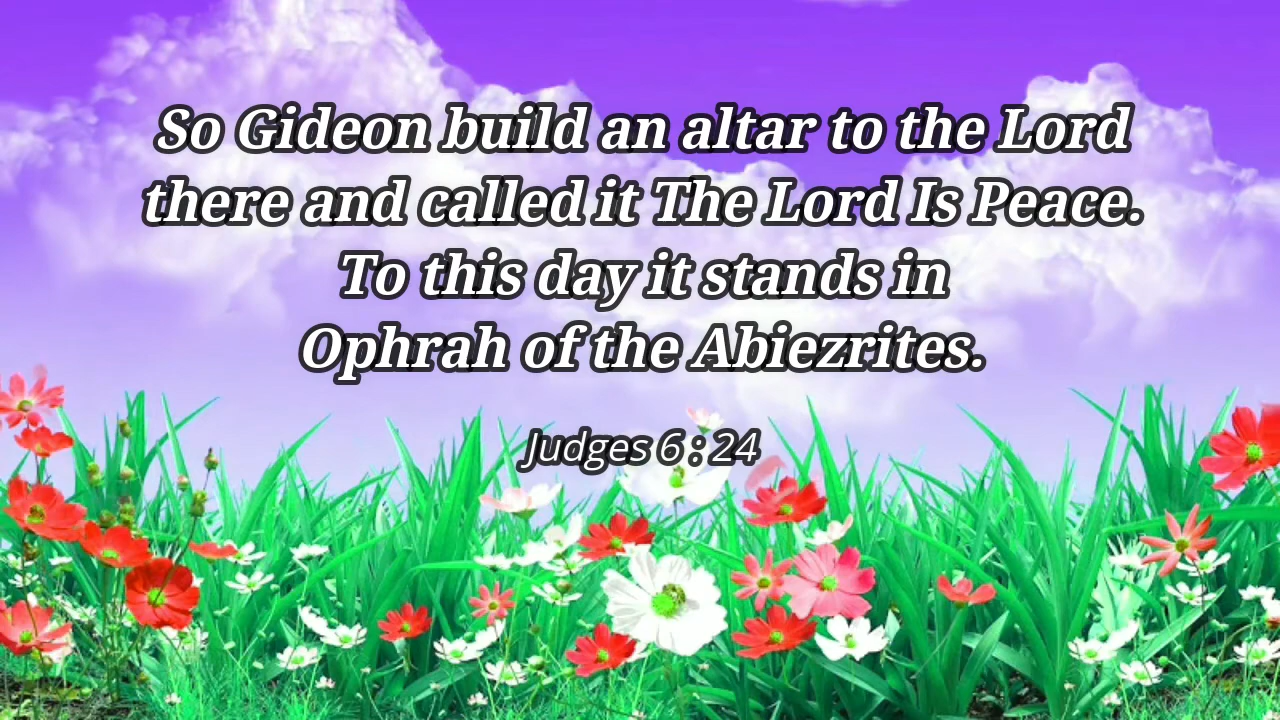 So Gideon build an altar to the Lord
there and called it The Lord Is Peace.
To this day it stands in
Ophrah of the Abiezrites.
Judges 6 : 24